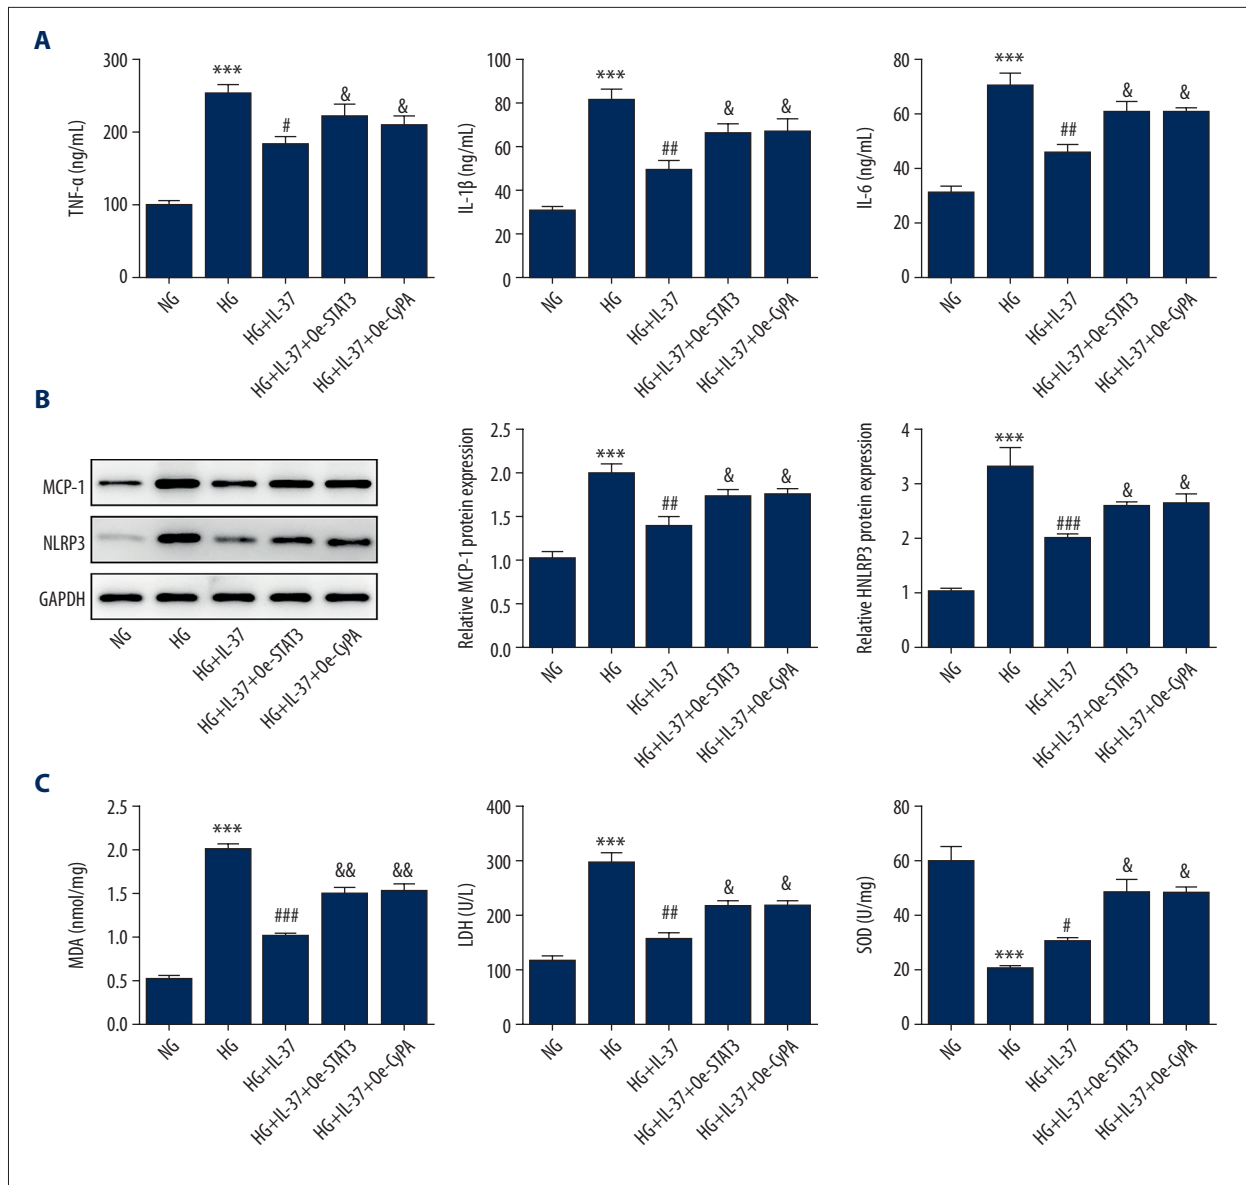 A
TNF-α (ng/mL)
300
200
100
0
***
#
&
&
NG
HG
HG+IL-37
HG+IL-37+Oe-STAT3
HG+IL-37+Oe-CyPA
IL-1β (ng/mL)
100
80
60
40
20
0
***
##
&
&
NG
HG
HG+IL-37
HG+IL-37+Oe-STAT3
HG+IL-37+Oe-CyPA
IL-6 (ng/mL)
80
60
40
20
0
***
##
&
&
NG
HG
HG+IL-37
HG+IL-37+Oe-STAT3
HG+IL-37+Oe-CyPA
B
MCP-1
NLRP3
GAPDH
NG
HG
HG+IL-37
HG+IL-37+Oe-STAT3
HG+IL-37+Oe-CyPA
Relative MCP-1 protein expression
2.5
2.0
1.5
1.0
0.5
0.0
***
##
&
&
NG
HG
HG+IL-37
HG+IL-37+Oe-STAT3
HG+IL-37+Oe-CyPA
Relative HNLRP3 protein expression
4
3
2
1
0
***
###
&
&
NG
HG
HG+IL-37
HG+IL-37+Oe-STAT3
HG+IL-37+Oe-CyPA
C
MDA (nmol/mg)
2.5
2.0
1.5
1.0
0.5
0.0
***
###
&&
&&
NG
HG
HG+IL-37
HG+IL-37+Oe-STAT3
HG+IL-37+Oe-CyPA
LDH (U/L)
400
300
200
100
0
***
##
&
&
NG
HG
HG+IL-37
HG+IL-37+Oe-STAT3
HG+IL-37+Oe-CyPA
SOD (U/mg)
80
60
40
20
0
***
#
&
&
NG
HG
HG+IL-37
HG+IL-37+Oe-STAT3
HG+IL-37+Oe-CyPA